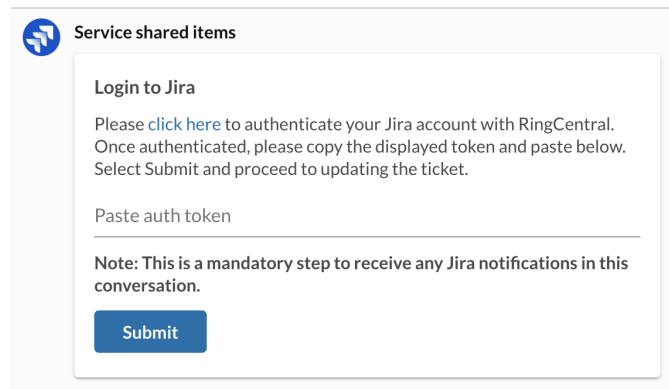 Service shared items
Login to Jira
Please click here to authenticate your Jira account with RingCentral.
Once authenticated, please copy the displayed token and paste below.
Select Submit and proceed to updating the ticket.
Paste auth token
Note: This is a mandatory step to receive any Jira notifications in this
conversation.
Submit